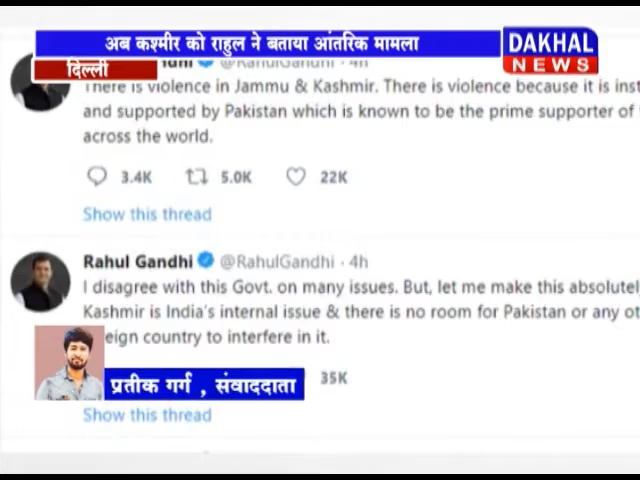 अब कश्मीर को राहुल ने बताया आंतरिक मामला
DAKHAL
NEWS
दिल्ली
@RahulGandhi · 4h
There is violence in Jammu & Kashmir. There is violence because it is
and supported by Pakistan which is known to be the prime supporter of
across the world.
3.4K 5.0K 22K
Show this thread
Rahul Gandhi @RahulGandhi · 4h
I disagree with this Govt. on many issues. But, let me make this absolutely
Kashmir is India's internal issue & there is no room for Pakistan or any
eign country to interfere in it.
प्रतीक गर्ग , संवाददाता
35K
Show this thread